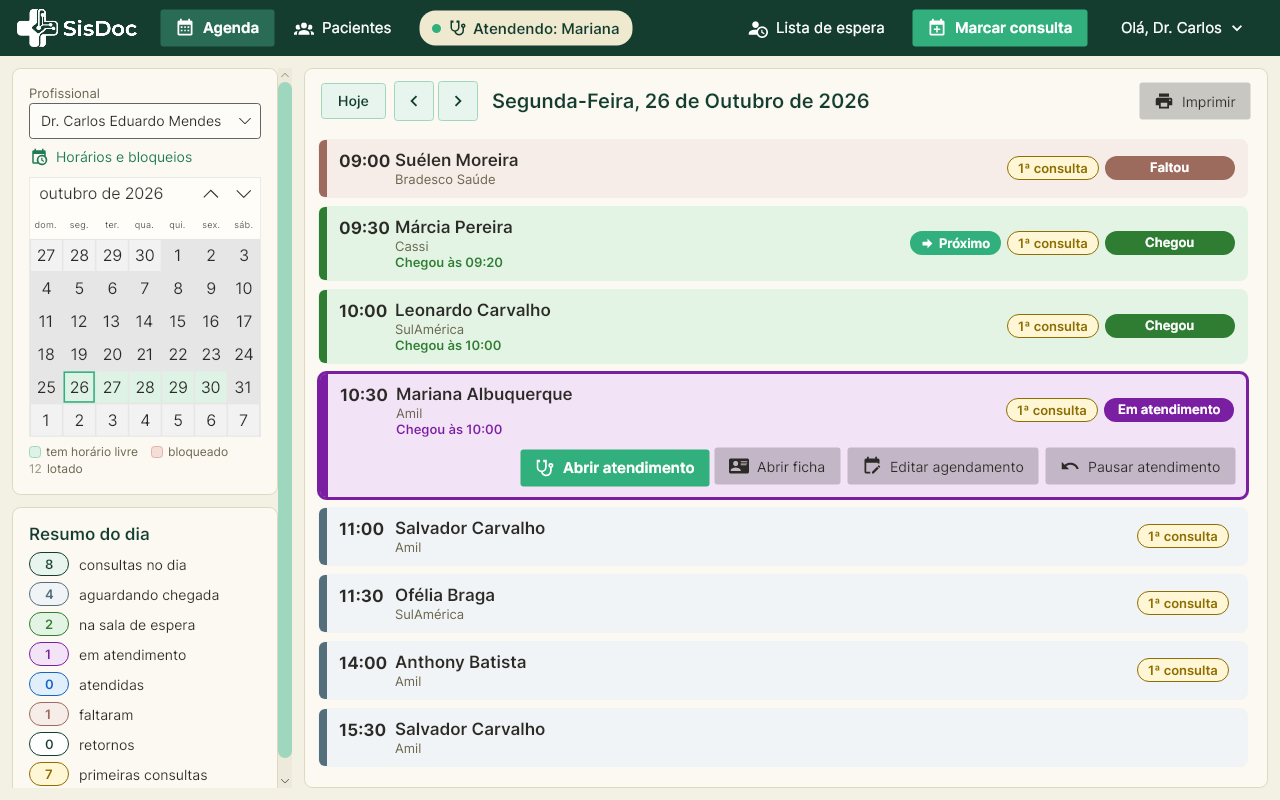 SisDoc
Agenda
Pacientes
Atendendo: Mariana
Lista de espera
Marcar consulta
Olá, Dr. Carlos
Profissional
Dr. Carlos Eduardo Mendes
Horários e bloqueios
outubro de 2026
dom. seg. ter. qua. qui. sex. sáb.
27 28 29 30 1 2 3
4 5 6 7 8 9 10
11 12 13 14 15 16 17
18 19 20 21 22 23 24
25 26 27 28 29 30 31
1 2 3 4 5 6 7
tem horário livre bloqueado
12 lotado
Resumo do dia
8 consultas no dia
4 aguardando chegada
2 na sala de espera
1 em atendimento
0 atendidas
1 faltaram
0 retornos
7 primeiras consultas
Hoje
Segunda-Feira, 26 de Outubro de 2026
Imprimir
09:00 Suélen Moreira
Bradesco Saúde
1ª consulta Faltou
09:30 Márcia Pereira
Cassi
Chegou às 09:20
Próximo 1ª consulta Chegou
10:00 Leonardo Carvalho
SulAmérica
Chegou às 10:00
1ª consulta Chegou
10:30 Mariana Albuquerque
Amil
Chegou às 10:00
1ª consulta Em atendimento
Abrir atendimento Abrir ficha Editar agendamento Pausar atendimento
11:00 Salvador Carvalho
Amil
1ª consulta
11:30 Ofélia Braga
SulAmérica
1ª consulta
14:00 Anthony Batista
Amil
1ª consulta
15:30 Salvador Carvalho
Amil